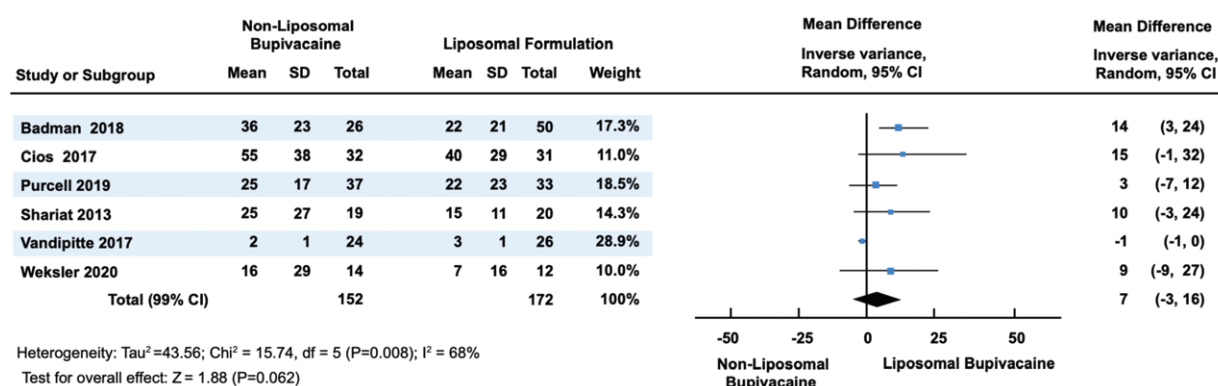 Non-Liposomal Bupivacaine Liposomal Formulation Mean Difference Mean Difference
Study or Subgroup Mean SD Total Mean SD Total Weight Inverse variance, Random, 95% CI Inverse variance, Random, 95% CI
Badman 2018 36 23 26 22 21 50 17.3% 14 (3, 24)
Cios 2017 55 38 32 40 29 31 11.0% 15 (-1, 32)
Purcell 2019 25 17 37 22 23 33 18.5% 3 (-7, 12)
Shariat 2013 25 27 19 15 11 20 14.3% 10 (-3, 24)
Vandipitte 2017 2 1 24 3 1 26 28.9% -1 (-1, 0)
Weksler 2020 16 29 14 7 16 12 10.0% 9 (-9, 27)
Total (99% CI) 152 172 100% 7 (-3, 16)
-50 -25 0 25 50
Non-Liposomal Bupivacaine Liposomal Bupivacaine
Heterogeneity: Tau² =43.56; Chi² = 15.74, df = 5 (P=0.008); I² = 68%
Test for overall effect: Z = 1.88 (P=0.062)